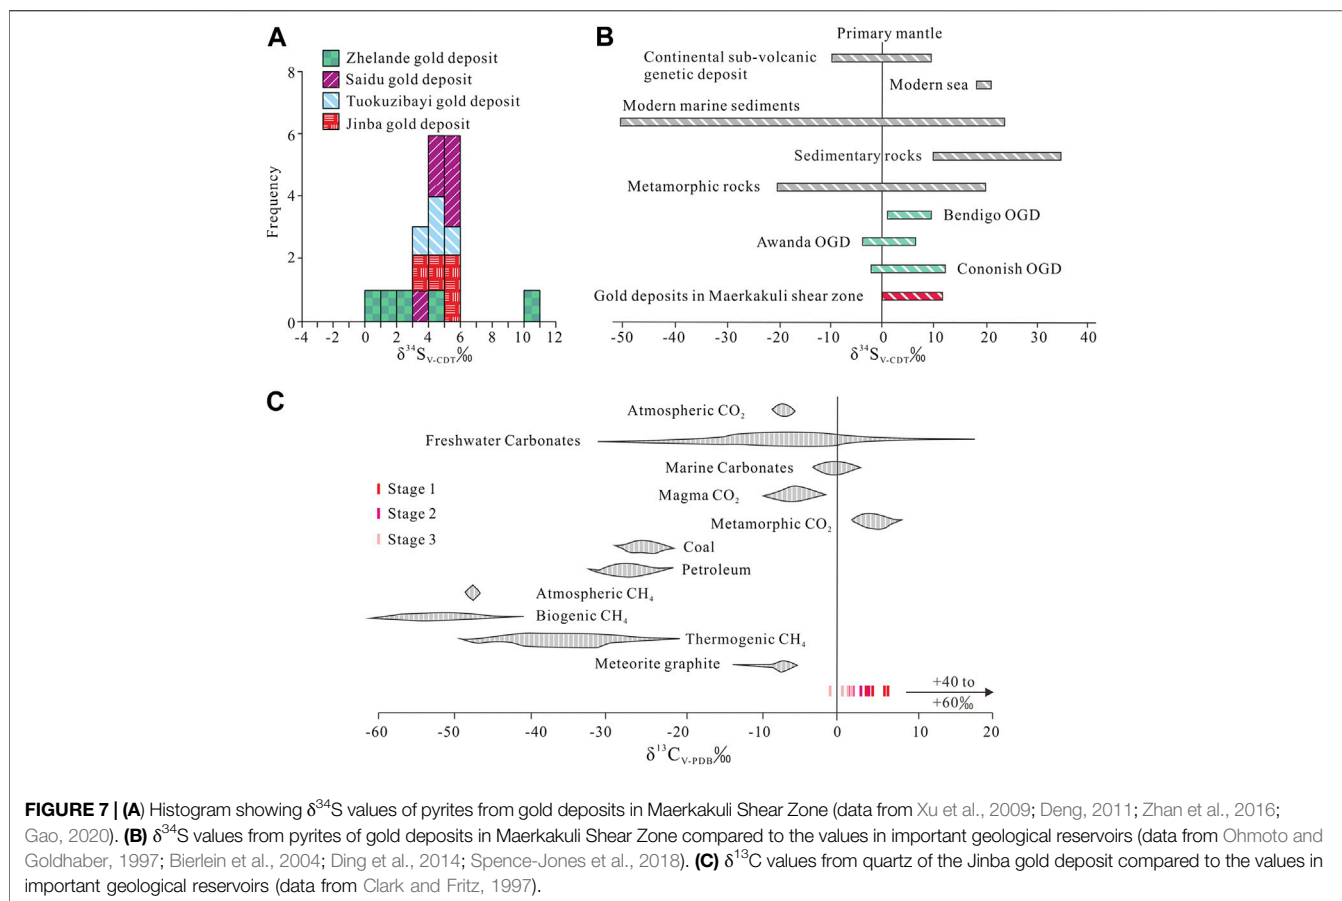 A
Zhelande gold deposit
Saidu gold deposit
Tuokuzibayi gold deposit
Jinba gold deposit
Frequency
8
6
4
2
0
-4 -2 0 2 4 6 8 10 12
δ³⁴S V-CDT‰
B
Primary mantle
Continental sub-volcanic
genetic deposit
Modern sea
Modern marine sediments
Sedimentary rocks
Metamorphic rocks
Bendigo OGD
Awanda OGD
Cononish OGD
Gold deposits in Maerkakuli shear zone
-50 -30 -20 -10 0 10 20 30 40
δ³⁴S V-CDT‰
C
Atmospheric CO₂
Freshwater Carbonates
Marine Carbonates
Stage 1
Magma CO₂
Stage 2
Metamorphic CO₂
Stage 3
Coal
Petroleum
Atmospheric CH₄
Biogenic CH₄
Thermogenic CH₄
Meteorite graphite
+40 to
+60‰
-60 -50 -40 -30 -20 -10 0 10 20
δ¹³C V-PDB‰
FIGURE 7 | (A) Histogram showing δ³⁴S values of pyrites from gold deposits in Maerkakuli Shear Zone (data from Xu et al., 2009; Deng, 2011; Zhan et al., 2016;
Gao, 2020). (B) δ³⁴S values from pyrites of gold deposits in Maerkakuli Shear Zone compared to the values in important geological reservoirs (data from Ohmoto and
Goldhaber, 1997; Bierlein et al., 2004; Ding et al., 2014; Spence-Jones et al., 2018). (C) δ¹³C values from quartz of the Jinba gold deposit compared to the values in
important geological reservoirs (data from Clark and Fritz, 1997).